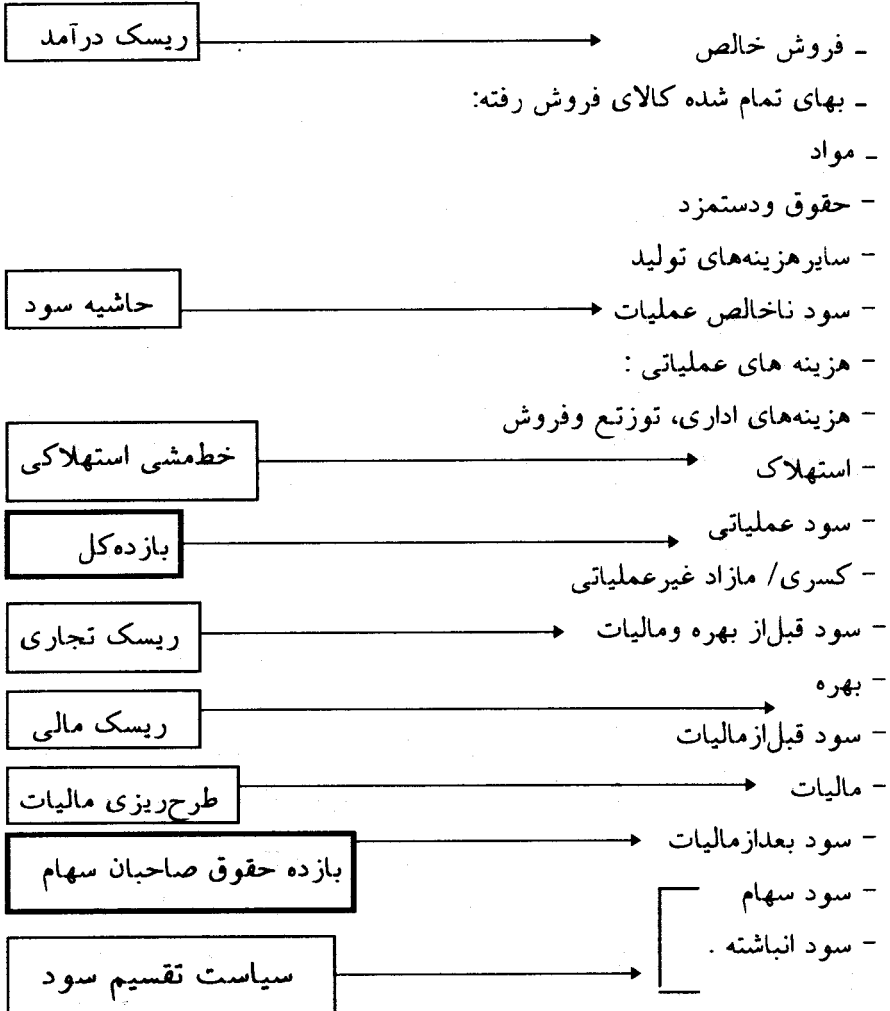 ـ فروش خالص
ریسک درآمد
ـ بهای تمام شده کالای فروش رفته:
ـ مواد
- حقوق ودستمزد
- سایرهزینه‌های تولید
- سود ناخالص عملیات
حاشیه سود
- هزینه های عملیاتی :
- هزینه‌های اداری، توزتع وفروش
- استهلاک
خط‌مشی استهلاکی
- سود عملیاتی
بازده‌کل
- کسری/ مازاد غیرعملیاتی
- سود قبل‌از بهره ومالیات
ریسک تجاری
- بهره
ریسک مالی
- سود قبل‌ازمالیات
- مالیات
طرح‌ریزی مالیات
- سود بعدازمالیات
بازده حقوق صاحبان سهام
- سود سهام
- سود انباشته .
سیاست تقسیم سود